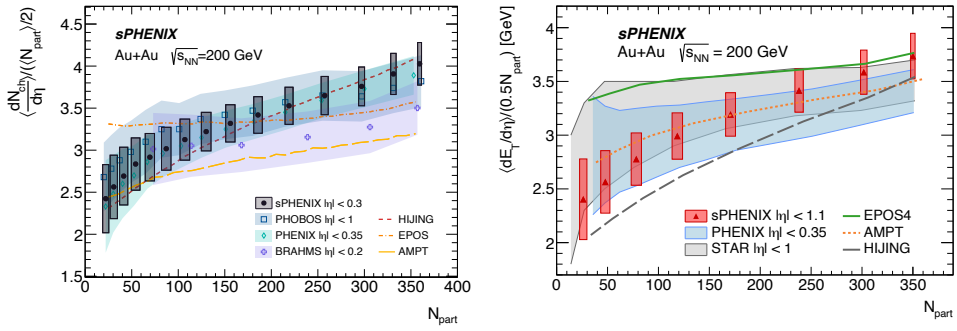 sPHENIX
Au+Au √s_NN=200 GeV
⟨dN_ch/dη⟩/(⟨N_part⟩/2)
4.5
4
3.5
3
2.5
2
1.5
sPHENIX |η| < 0.3
PHOBOS |η| < 1 HIJING
PHENIX |η| < 0.35 EPOS
BRAHMS |η| < 0.2 AMPT
0 50 100 150 200 250 300 350 400
N_part
sPHENIX
Au+Au √s_NN = 200 GeV
⟨dE_T/dη⟩/(0.5N_part) [GeV]
4
3.5
3
2.5
2
sPHENIX |η| < 1.1 EPOS4
PHENIX |η| < 0.35 AMPT
STAR |η| < 1 HIJING
0 50 100 150 200 250 300 350
N_part